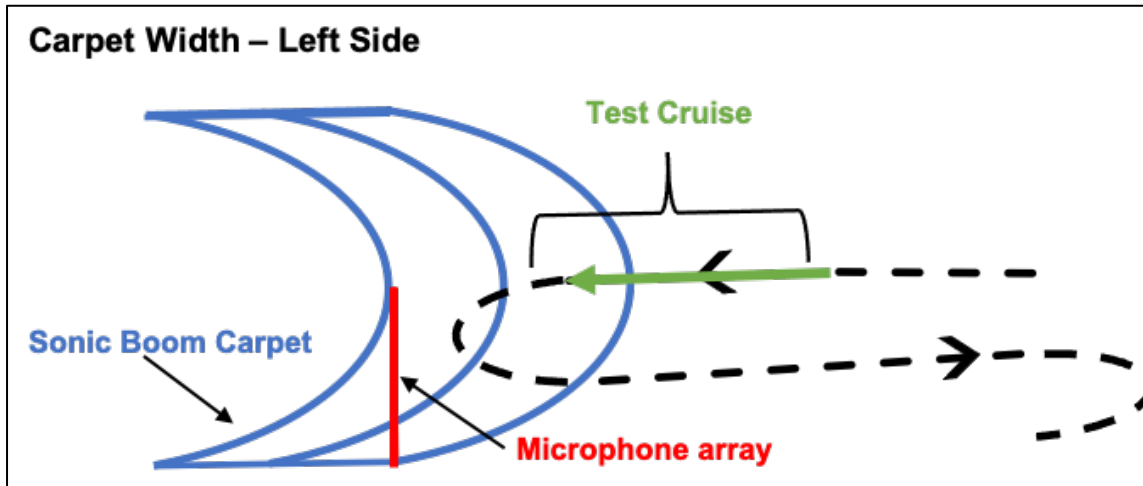 Carpet Width – Left Side
Test Cruise
Sonic Boom Carpet
Microphone array